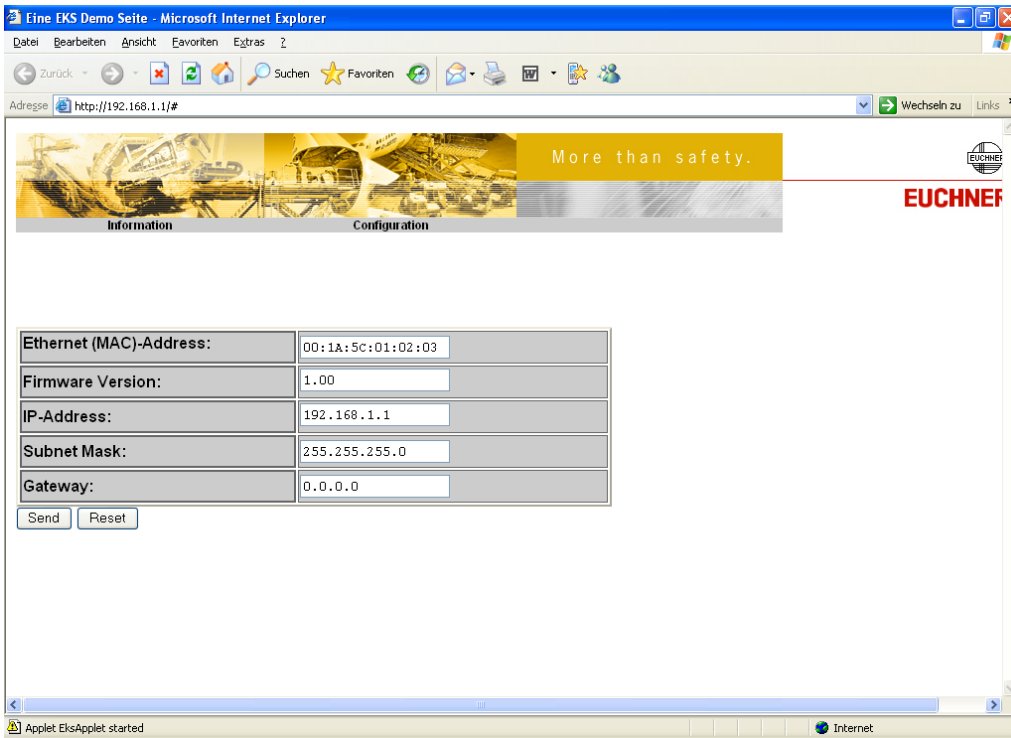 Eine EKS Demo Seite - Microsoft Internet Explorer
Datei Bearbeiten Ansicht Favoriten Extras ?
Zurück Suchen Favoriten
Adresse http://192.168.1.1/# Wechseln zu Links
More than safety.
EUCHNER
EUCHNER
Information Configuration
Ethernet (MAC)-Address: 00:1A:5C:01:02:03
Firmware Version: 1.00
IP-Address: 192.168.1.1
Subnet Mask: 255.255.255.0
Gateway: 0.0.0.0
Send Reset
Applet EksApplet started Internet